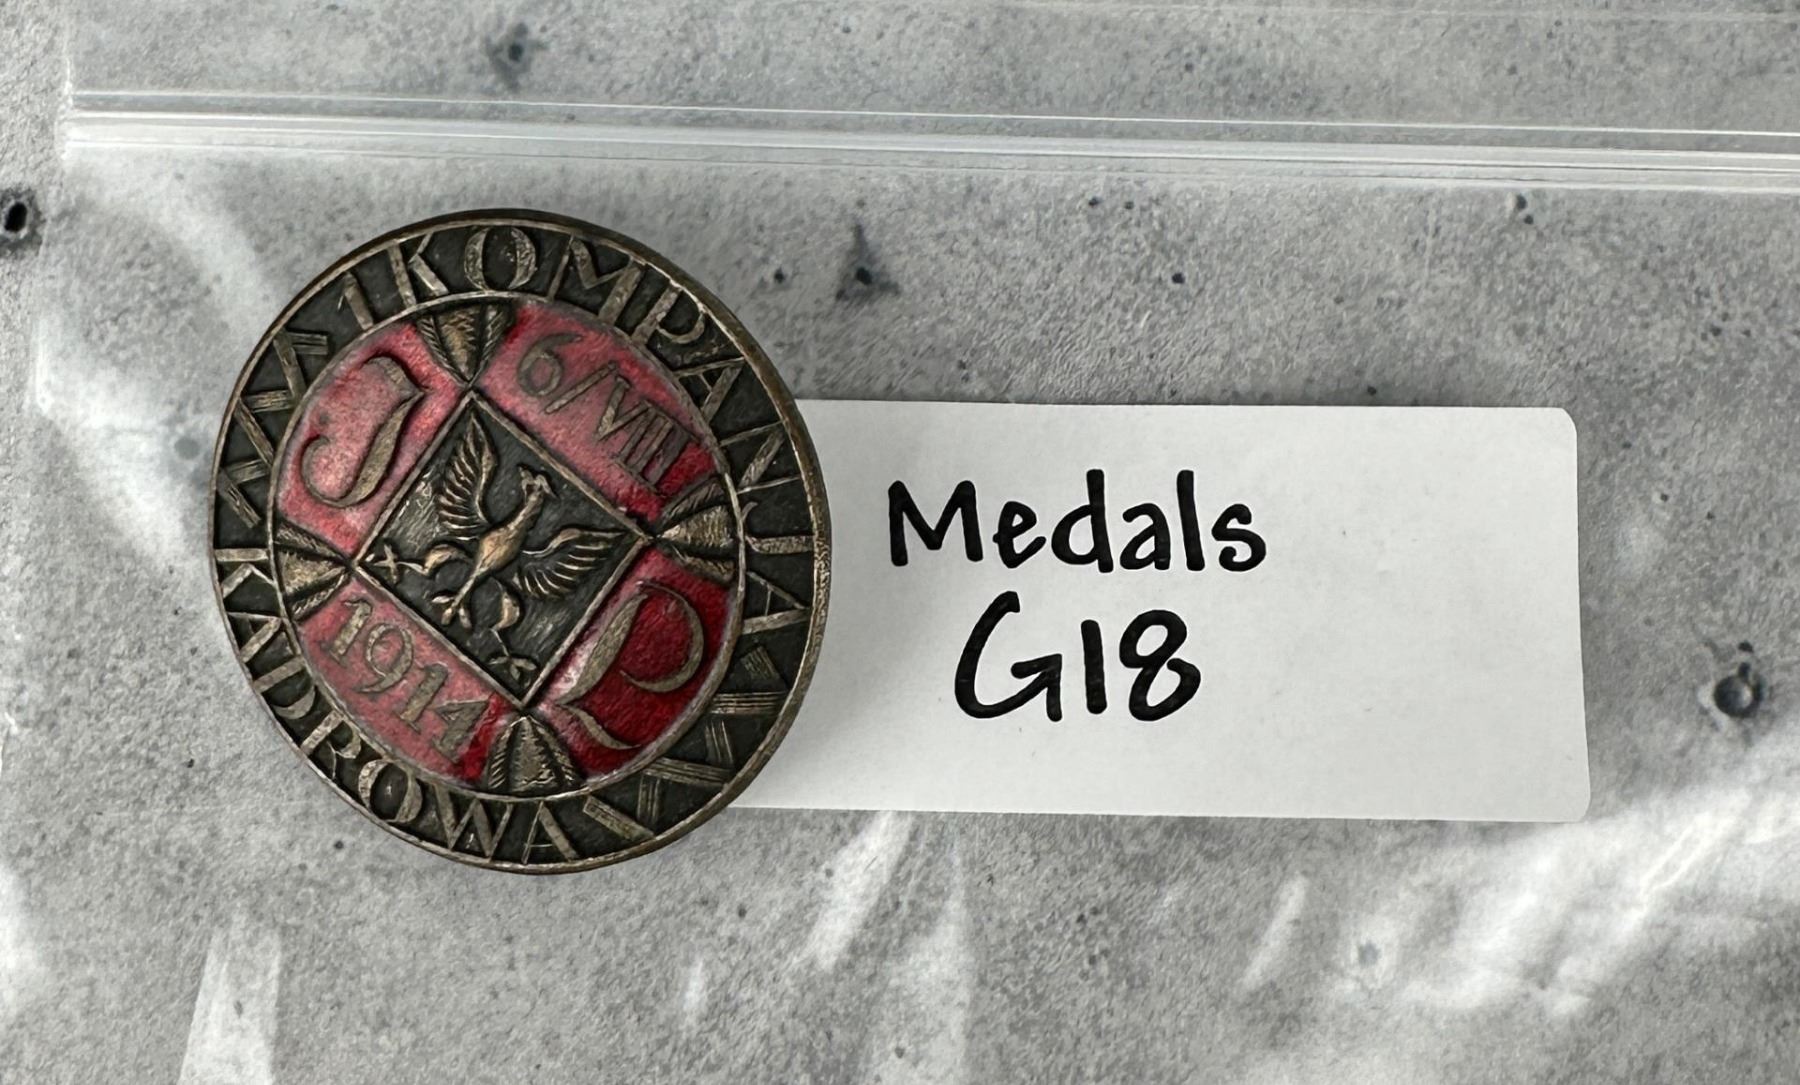 1 KOMPANJA
KADROWA
J
6/VIII
1914
P
Medals
G18